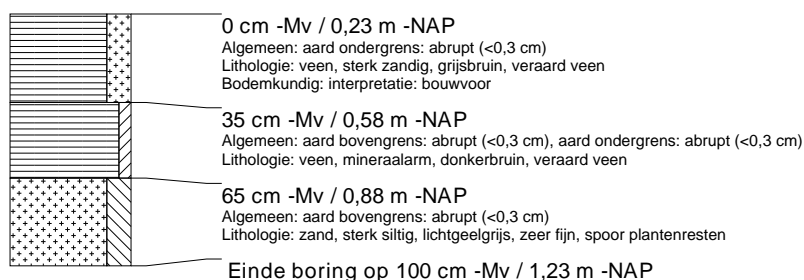 0 cm -Mv / 0,23 m -NAP
Algemeen: aard ondergrens: abrupt (<0,3 cm)
Lithologie: veen, sterk zandig, grijsbruin, veraard veen
Bodemkundig: interpretatie: bouwvoor
35 cm -Mv / 0,58 m -NAP
Algemeen: aard bovengrens: abrupt (<0,3 cm), aard ondergrens: abrupt (<0,3 cm)
Lithologie: veen, mineraalarm, donkerbruin, veraard veen
65 cm -Mv / 0,88 m -NAP
Algemeen: aard bovengrens: abrupt (<0,3 cm)
Lithologie: zand, sterk siltig, lichtgeelgrijs, zeer fijn, spoor plantenresten
Einde boring op 100 cm -Mv / 1,23 m -NAP